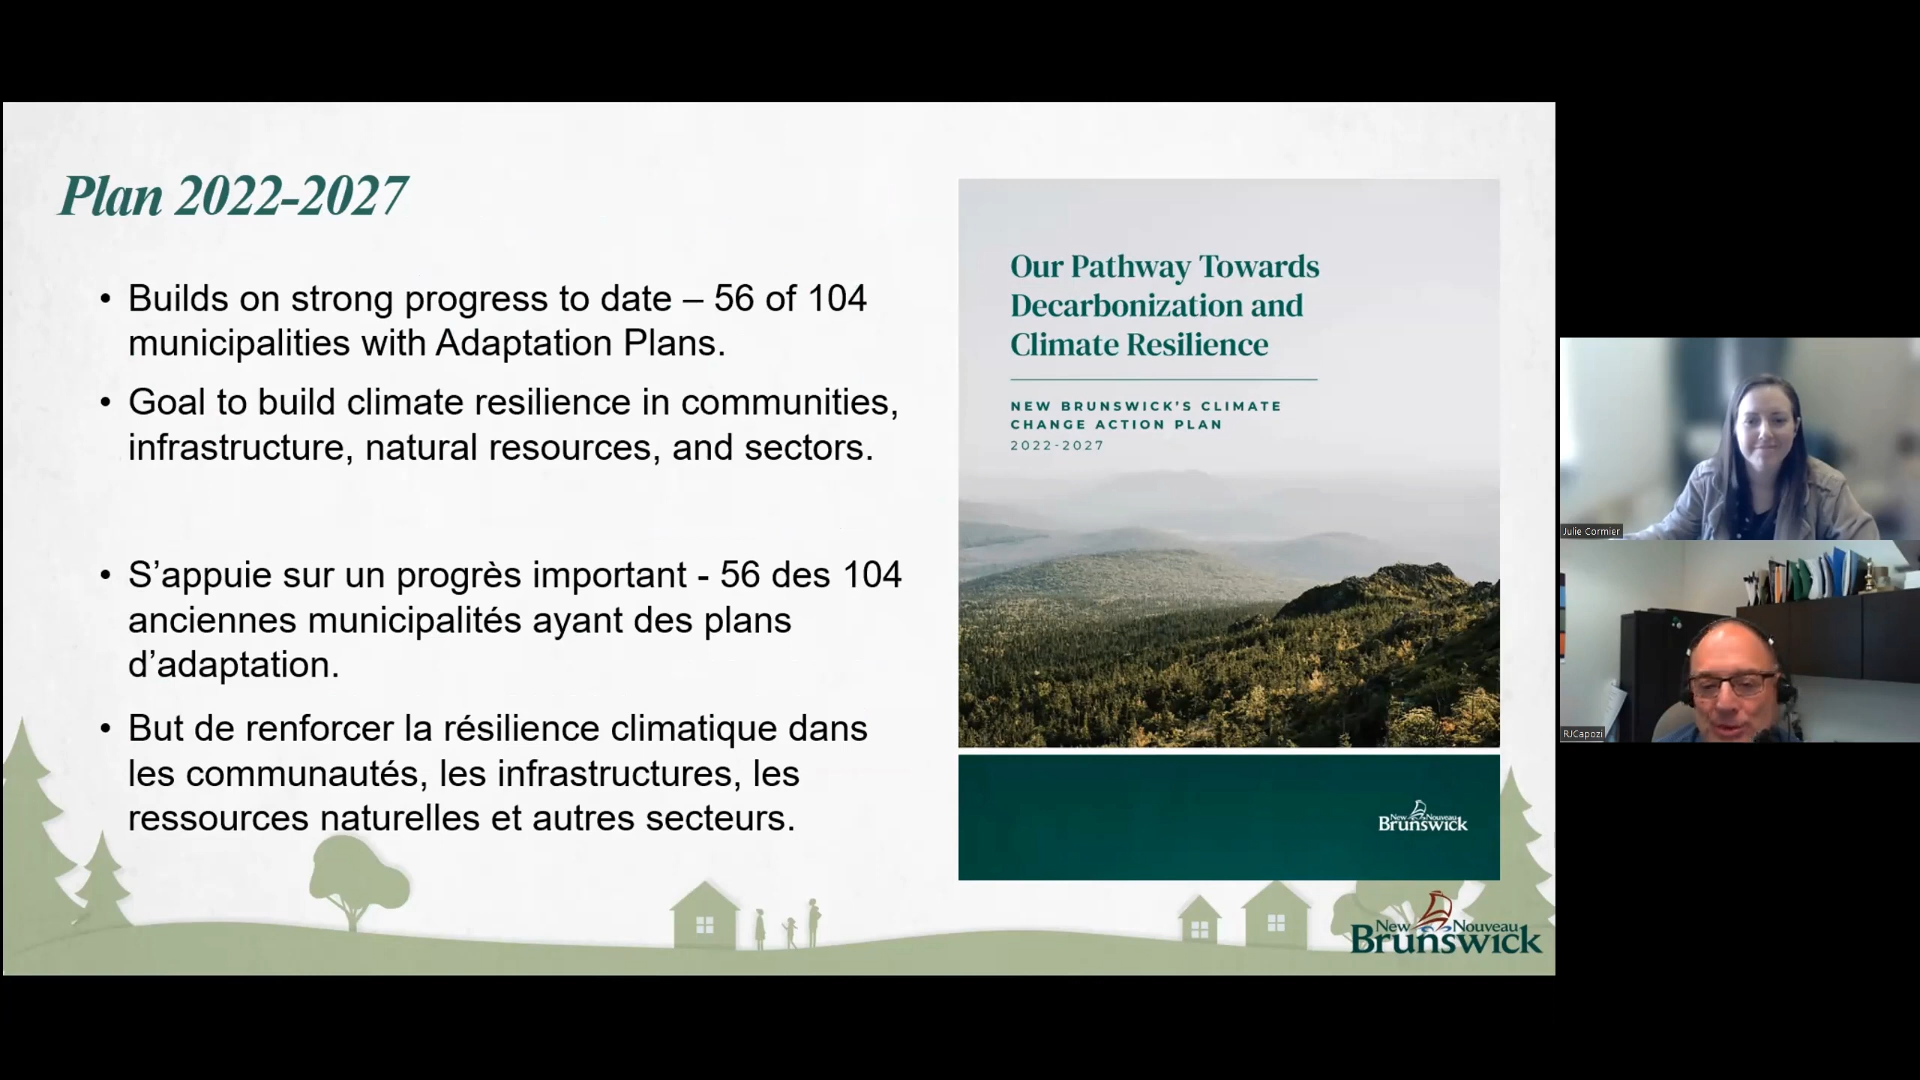 Plan 2022-2027
• Builds on strong progress to date – 56 of 104
municipalities with Adaptation Plans.
• Goal to build climate resilience in communities,
infrastructure, natural resources, and sectors.
• S’appuie sur un progrès important - 56 des 104
anciennes municipalités ayant des plans
d’adaptation.
• But de renforcer la résilience climatique dans
les communautés, les infrastructures, les
ressources naturelles et autres secteurs.
Our Pathway Towards
Decarbonization and
Climate Resilience
NEW BRUNSWICK’S CLIMATE
CHANGE ACTION PLAN
2022-2027
New Nouveau
Brunswick
New Nouveau
Brunswick
Julie Cormier
RJCapozi